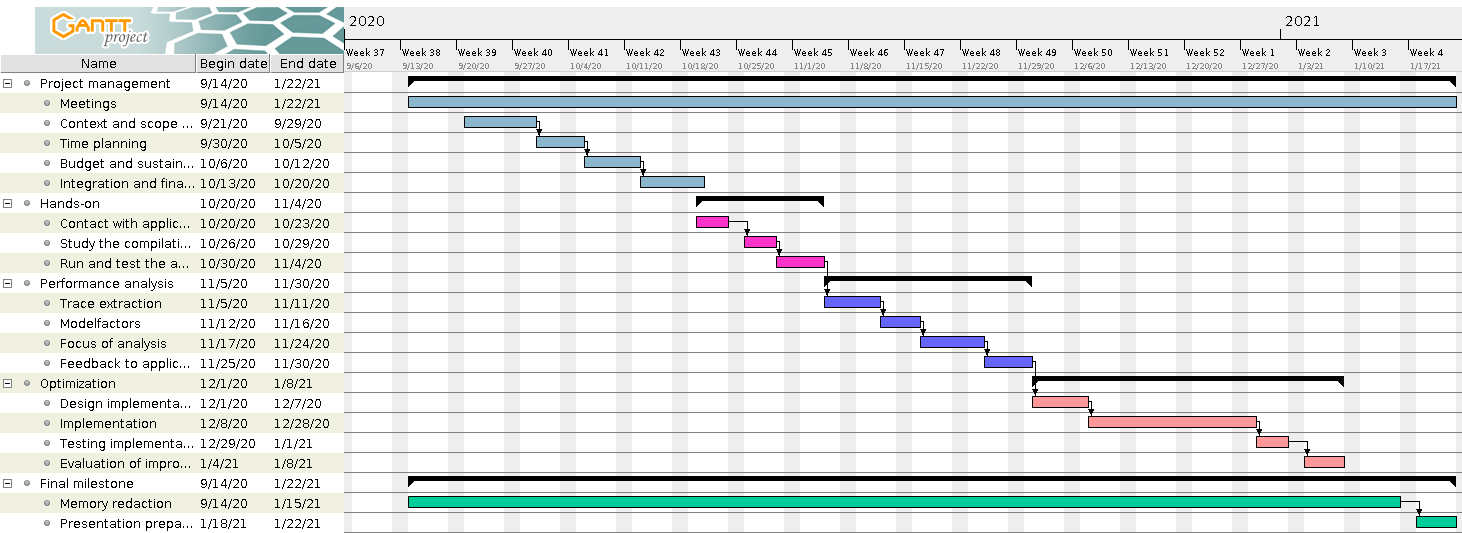 GANTT
project
2020
2021
Week 37 Week 38 Week 39 Week 40 Week 41 Week 42 Week 43 Week 44 Week 45 Week 46 Week 47 Week 48 Week 49 Week 50 Week 51 Week 52 Week 1 Week 2 Week 3 Week 4
9/6/20 9/13/20 9/20/20 9/27/20 10/4/20 10/11/20 10/18/20 10/25/20 11/1/20 11/8/20 11/15/20 11/22/20 11/29/20 12/6/20 12/13/20 12/20/20 12/27/20 1/3/21 1/10/21 1/17/21
Name Begin date End date
Project management 9/14/20 1/22/21
Meetings 9/14/20 1/22/21
Context and scope ... 9/21/20 9/29/20
Time planning 9/30/20 10/5/20
Budget and sustain... 10/6/20 10/12/20
Integration and fina... 10/13/20 10/20/20
Hands-on 10/20/20 11/4/20
Contact with applic... 10/20/20 10/23/20
Study the compilati... 10/26/20 10/29/20
Run and test the a... 10/30/20 11/4/20
Performance analysis 11/5/20 11/30/20
Trace extraction 11/5/20 11/11/20
Modelfactors 11/12/20 11/16/20
Focus of analysis 11/17/20 11/24/20
Feedback to applic... 11/25/20 11/30/20
Optimization 12/1/20 1/8/21
Design implementa... 12/1/20 12/7/20
Implementation 12/8/20 12/28/20
Testing implementa... 12/29/20 1/1/21
Evaluation of impro... 1/4/21 1/8/21
Final milestone 9/14/20 1/22/21
Memory redaction 9/14/20 1/15/21
Presentation prepa... 1/18/21 1/22/21